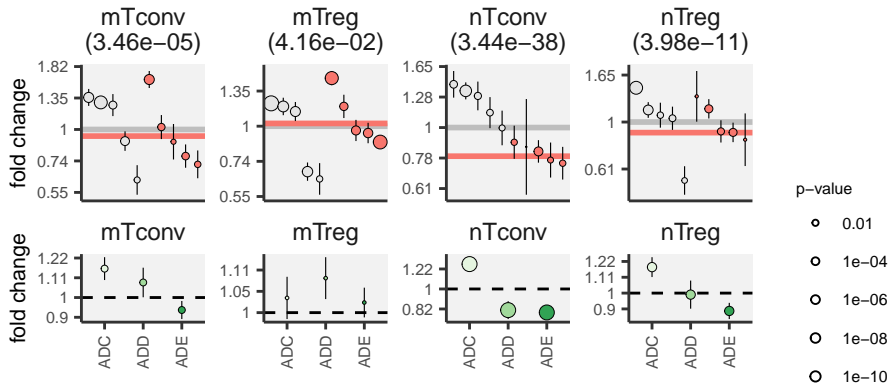 mTconv
(3.46e−05)
mTreg
(4.16e−02)
nTconv
(3.44e−38)
nTreg
(3.98e−11)
fold change
1.82
1.35
1
0.74
0.55
1.35
1
0.74
0.55
1.65
1.28
1
0.78
0.61
1.65
1
0.61
mTconv
mTreg
nTconv
nTreg
fold change
1.22
1.11
1
0.9
1.11
1.05
1
1.22
1
0.82
1.22
1.11
1
0.9
ADC
ADD
ADE
ADC
ADD
ADE
ADC
ADD
ADE
ADC
ADD
ADE
p−value
0.01
1e−04
1e−06
1e−08
1e−10